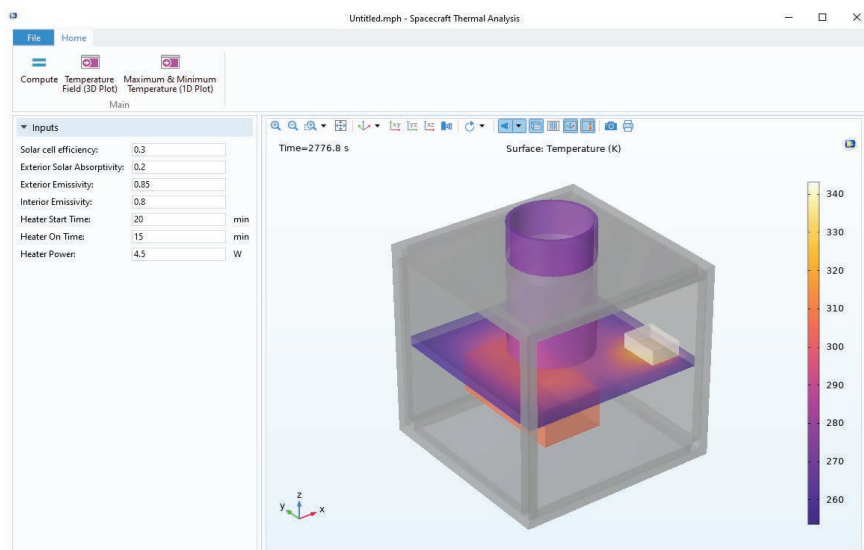 Untitled.mph - Spacecraft Thermal Analysis
File Home
Compute Temperature Field (3D Plot) Maximum & Minimum Temperature (1D Plot)
Main
Inputs
Solar cell efficiency: 0.3
Exterior Solar Absorptivity: 0.2
Exterior Emissivity: 0.85
Interior Emissivity: 0.8
Heater Start Time: 20 min
Heater On Time: 15 min
Heater Power: 4.5 W
xy yz xz
Time=2776.8 s Surface: Temperature (K)
340
330
320
310
300
290
280
270
260
z
y x